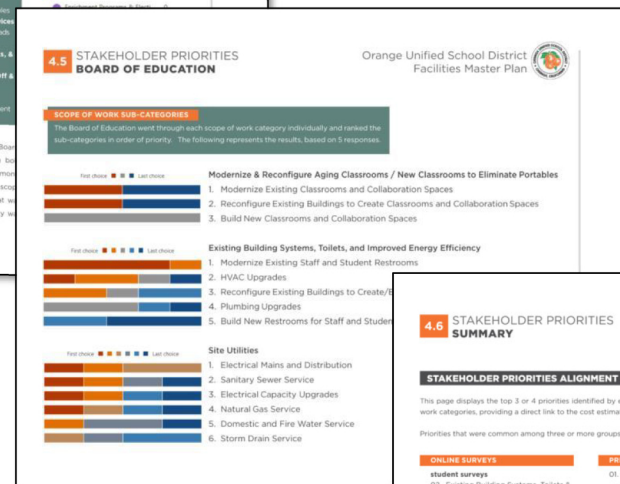 Enrichment Programs & Elect
4.5 STAKEHOLDER PRIORITIES
BOARD OF EDUCATION
Orange Unified School District
Facilities Master Plan
SCOPE OF WORK SUB-CATEGORIES
The Board of Education went through each scope of work category individually and ranked the
sub-categories in order of priority. The following represents the results, based on 5 responses.
First choice Last choice
Modernize & Reconfigure Aging Classrooms / New Classrooms to Eliminate Portables
1. Modernize Existing Classrooms and Collaboration Spaces
2. Reconfigure Existing Buildings to Create Classrooms and Collaboration Spaces
3. Build New Classrooms and Collaboration Spaces
First choice Last choice
Existing Building Systems, Toilets, and Improved Energy Efficiency
1. Modernize Existing Staff and Student Restrooms
2. HVAC Upgrades
3. Reconfigure Existing Buildings to Create/E
4. Plumbing Upgrades
5. Build New Restrooms for Staff and Studen
First choice Last choice
Site Utilities
1. Electrical Mains and Distribution
2. Sanitary Sewer Service
3. Electrical Capacity Upgrades
4. Natural Gas Service
5. Domestic and Fire Water Service
6. Storm Drain Service
4.6 STAKEHOLDER PRIORITIES
SUMMARY
STAKEHOLDER PRIORITIES ALIGNMENT
This page displays the top 3 or 4 priorities identified by e
work categories, providing a direct link to the cost estima
Priorities that were common among three or more groups
ONLINE SURVEYS
student surveys
PR
01